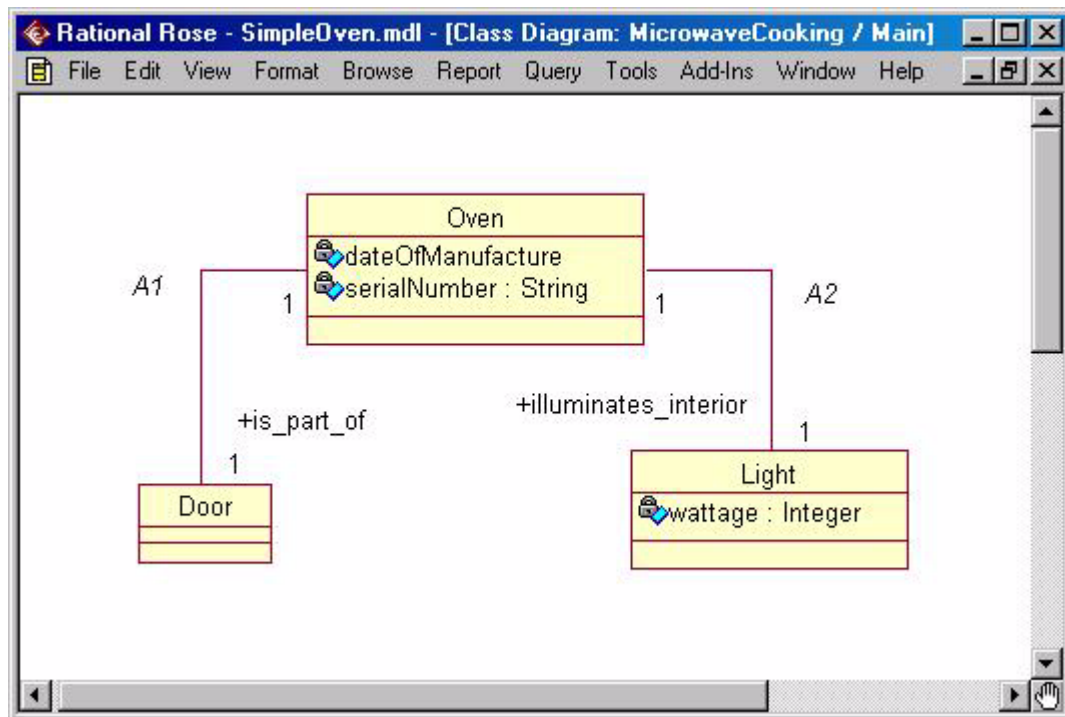 Rational Rose - SimpleOven.mdl - [Class Diagram: MicrowaveCooking / Main]
File Edit View Format Browse Report Query Tools Add-Ins Window Help
Oven
dateOfManufacture
serialNumber : String
A1
1
1
A2
+illuminates_interior
+is_part_of
1
1
Light
wattage : Integer
Door